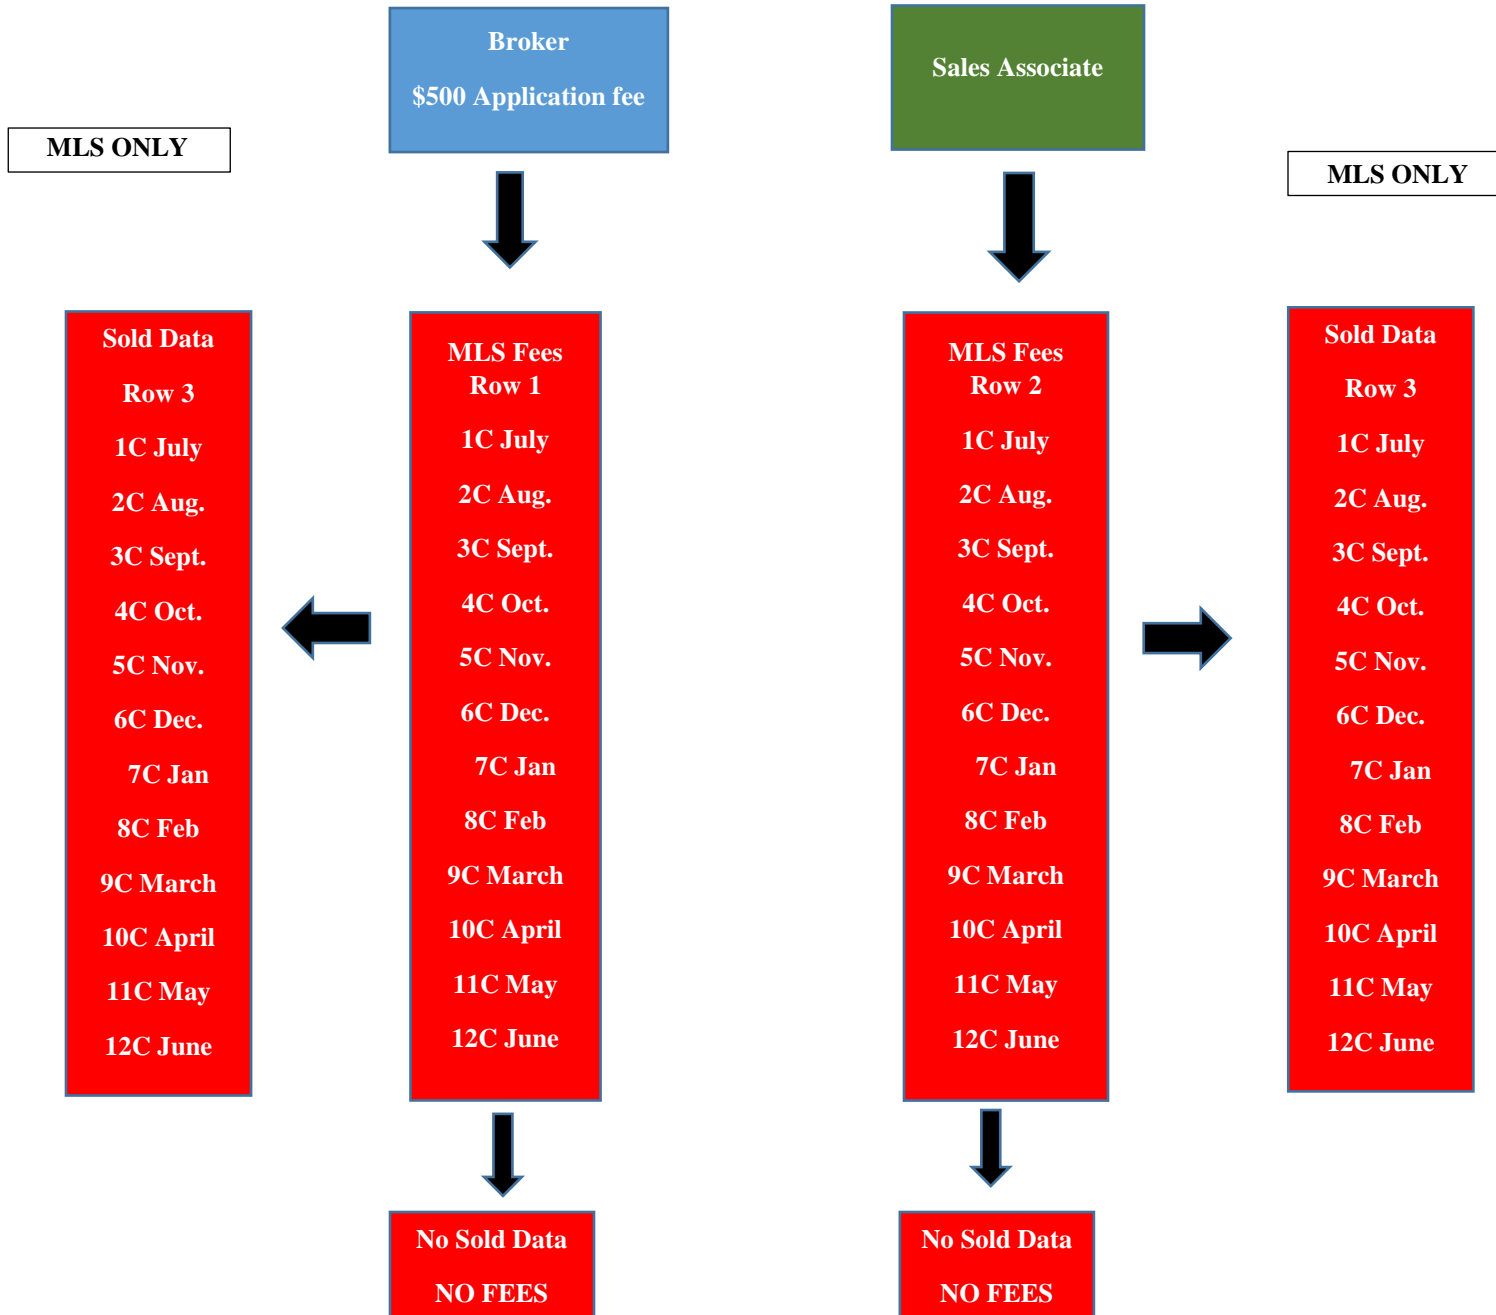 Broker
$500 Application fee
Sales Associate
MLS ONLY
MLS ONLY
Sold Data
Row 3
1C July
2C Aug.
3C Sept.
4C Oct.
5C Nov.
6C Dec.
7C Jan
8C Feb
9C March
10C April
11C May
12C June
MLS Fees
Row 1
1C July
2C Aug.
3C Sept.
4C Oct.
5C Nov.
6C Dec.
7C Jan
8C Feb
9C March
10C April
11C May
12C June
MLS Fees
Row 2
1C July
2C Aug.
3C Sept.
4C Oct.
5C Nov.
6C Dec.
7C Jan
8C Feb
9C March
10C April
11C May
12C June
Sold Data
Row 3
1C July
2C Aug.
3C Sept.
4C Oct.
5C Nov.
6C Dec.
7C Jan
8C Feb
9C March
10C April
11C May
12C June
No Sold Data
NO FEES
No Sold Data
NO FEES